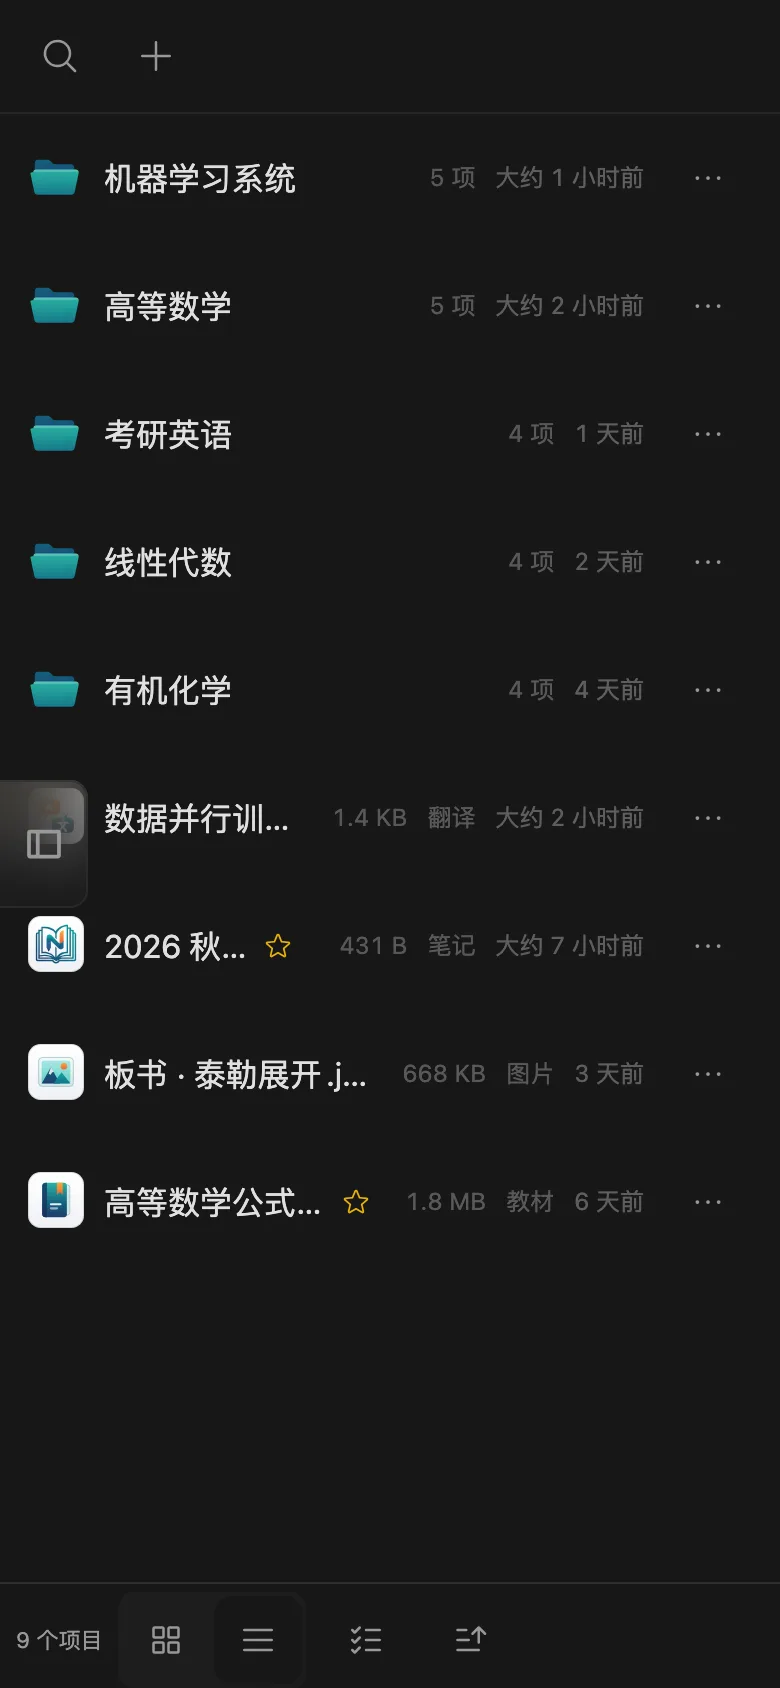 机器学习系统 5 项 大约 1 小时前 ···
高等数学 5 项 大约 2 小时前 ···
考研英语 4 项 1 天前 ···
线性代数 4 项 2 天前 ···
有机化学 4 项 4 天前 ···
数据并行训... 1.4 KB 翻译 大约 2 小时前 ···
2026 秋... 431 B 笔记 大约 7 小时前 ···
板书 · 泰勒展开.j... 668 KB 图片 3 天前 ···
高等数学公式... 1.8 MB 教材 6 天前 ···
9 个项目